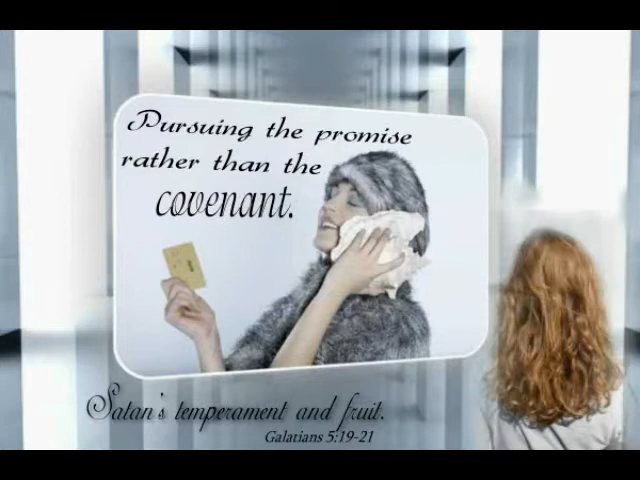 Pursuing the promise
rather than the
covenant.
Satan's temperament and fruit.
Galatians 5:19-21